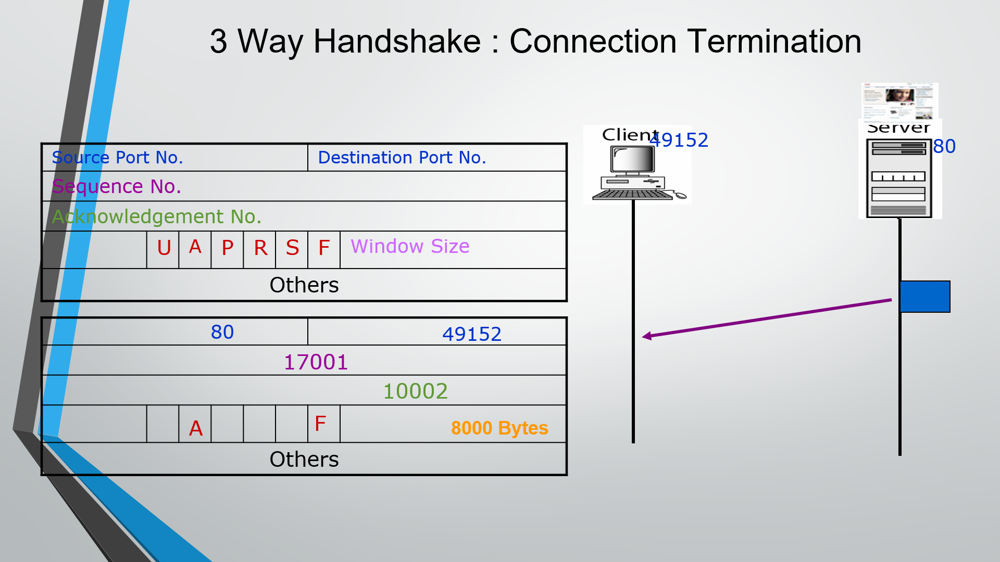 3 Way Handshake : Connection Termination
Client
49152
Server
80
Source Port No.
Destination Port No.
Sequence No.
Acknowledgement No.
U A P R S F Window Size
Others
80
49152
17001
10002
A F 8000 Bytes
Others